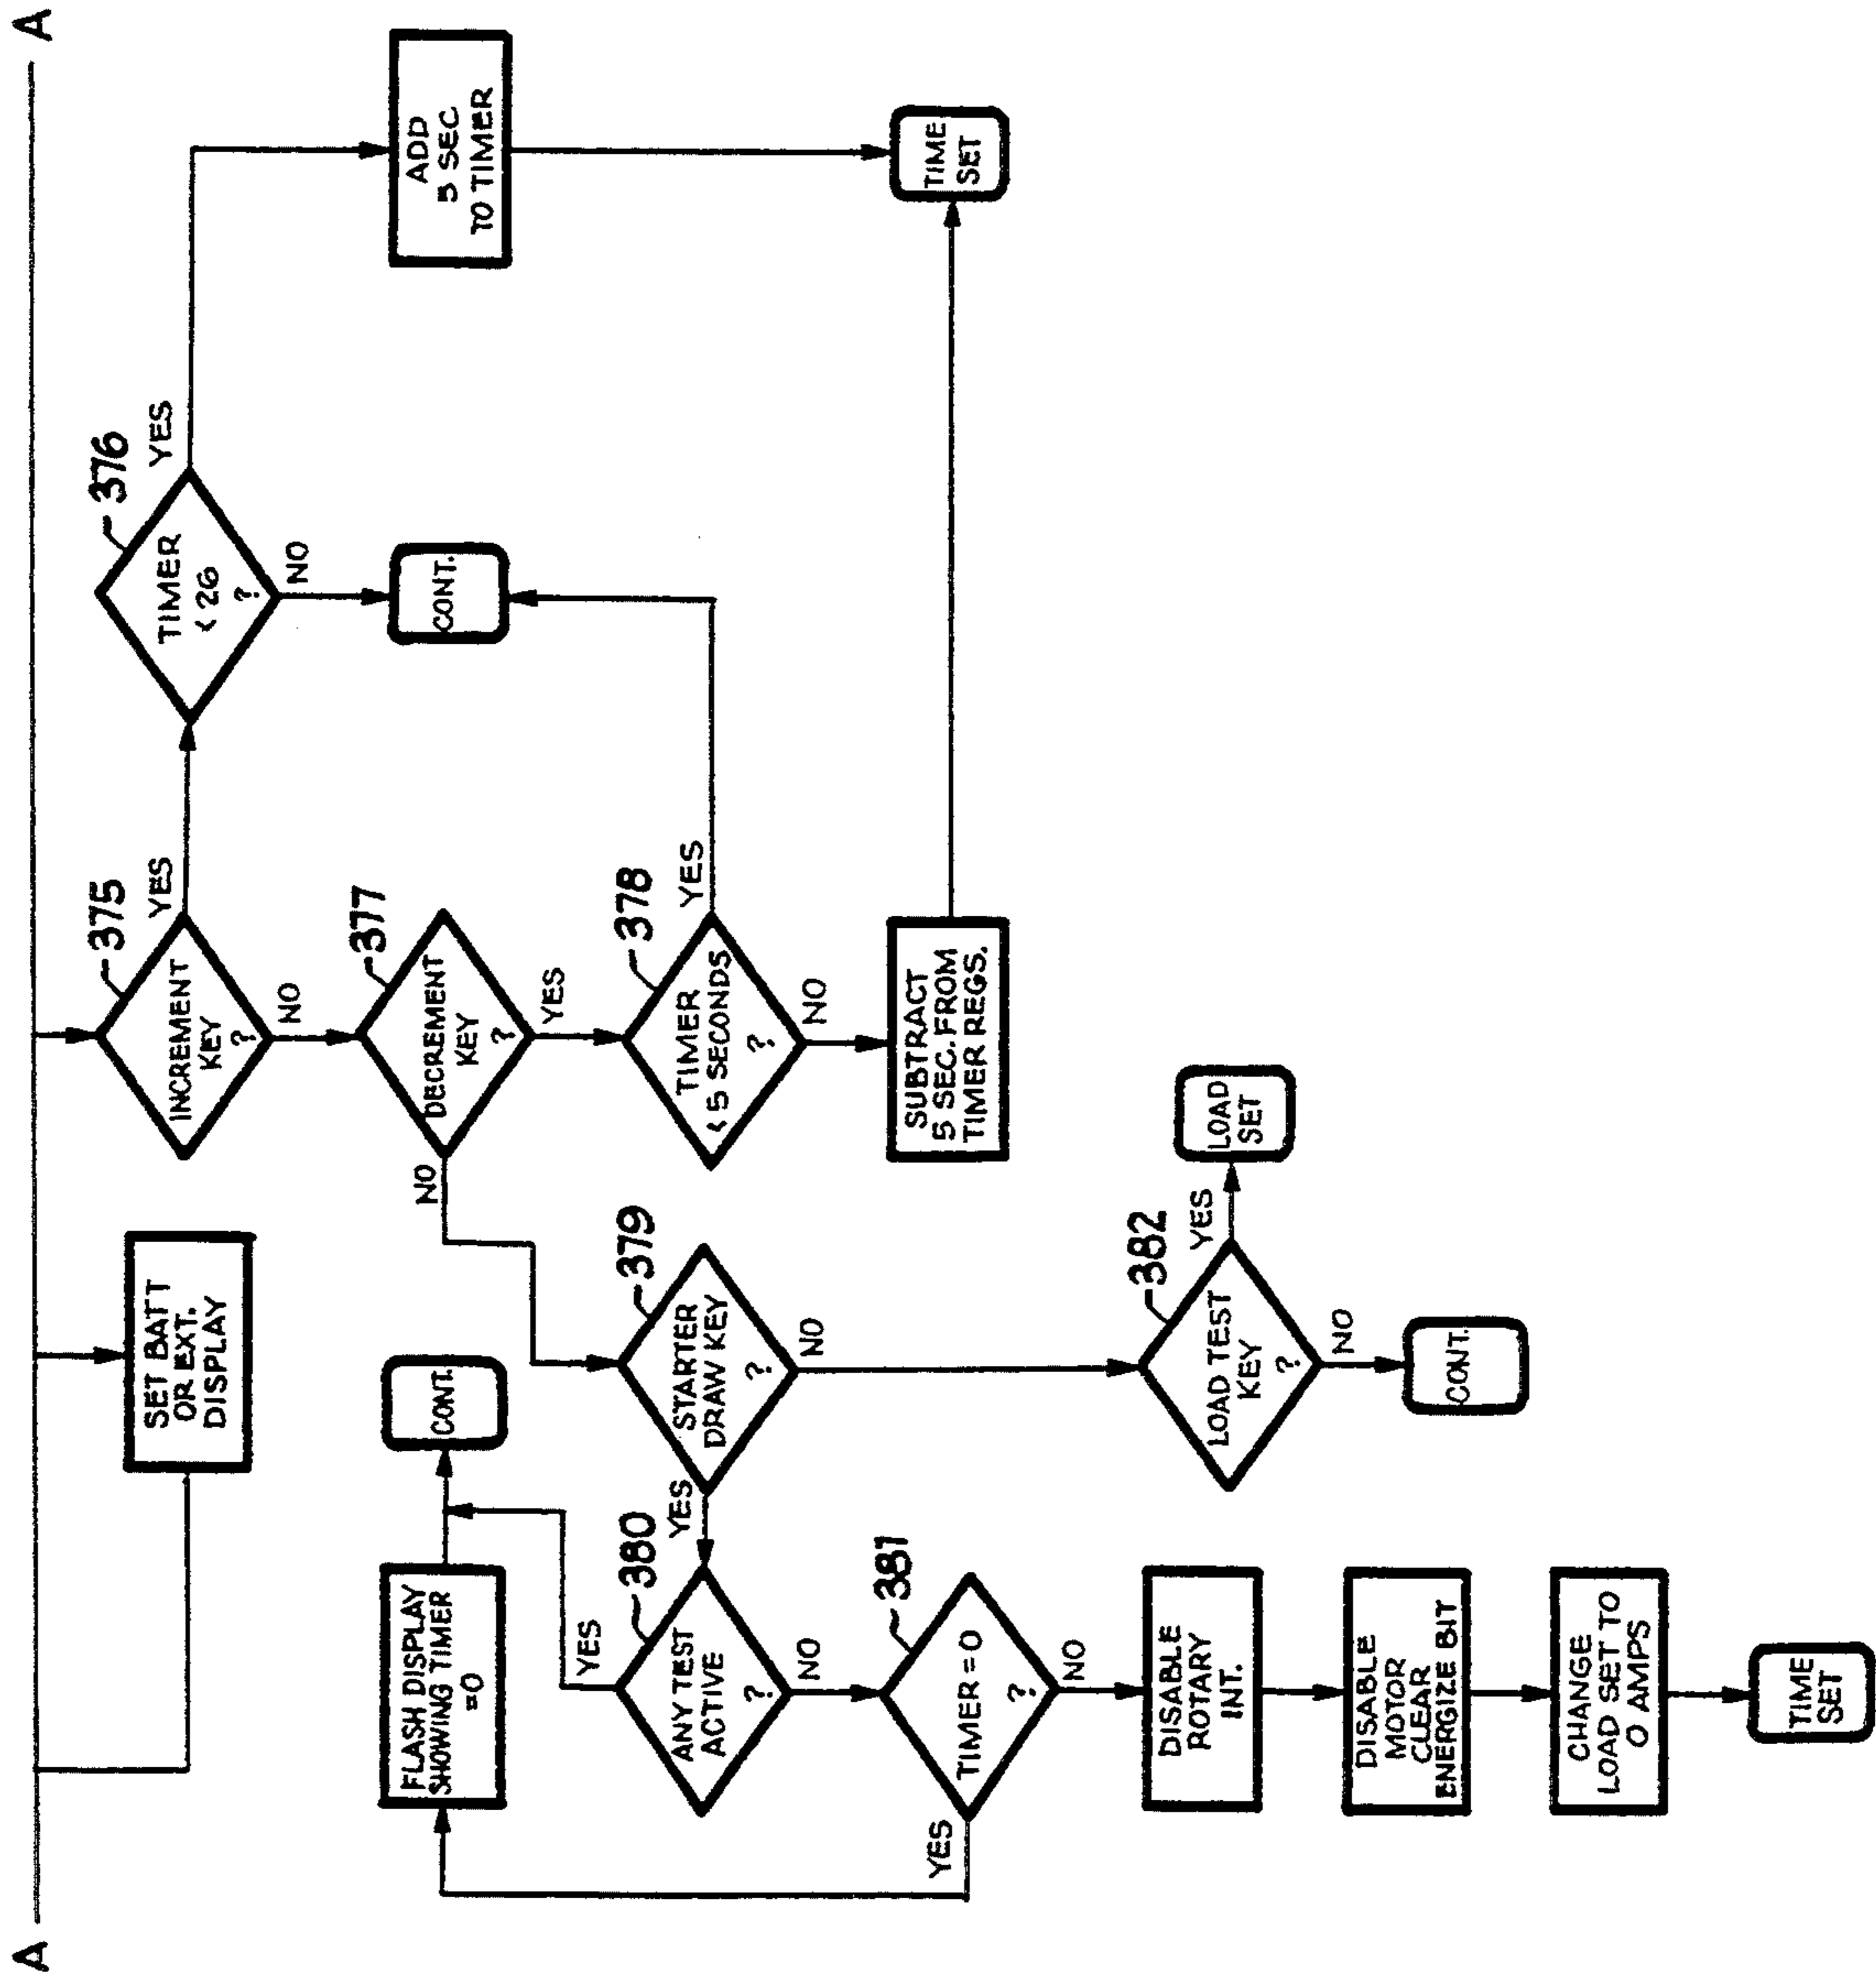 A
A
SET BATT
OR EXT.
DISPLAY
375
INCREMENT
KEY
?
YES
NO
376
TIMER
< 26
?
YES
NO
ADD
5 SEC
TO TIMER
CONT.
377
DECREMENT
KEY
?
YES
NO
378
TIMER
< 5 SECONDS
?
YES
NO
SUBTRACT
5 SEC. FROM
TIMER REGS.
TIME
SET
379
STARTER
DRAW KEY
?
YES
NO
FLASH DISPLAY
SHOWING TIMER
=0
CONT.
380
ANY TEST
ACTIVE
?
YES
NO
381
TIMER = 0
?
YES
NO
382
LOAD TEST
KEY
?
YES
NO
LOAD
SET
CONT.
DISABLE
ROTARY
INT.
DISABLE
MOTOR
CLEAR
ENERGIZE BIT
CHANGE
LOAD SET TO
0 AMPS
TIME
SET